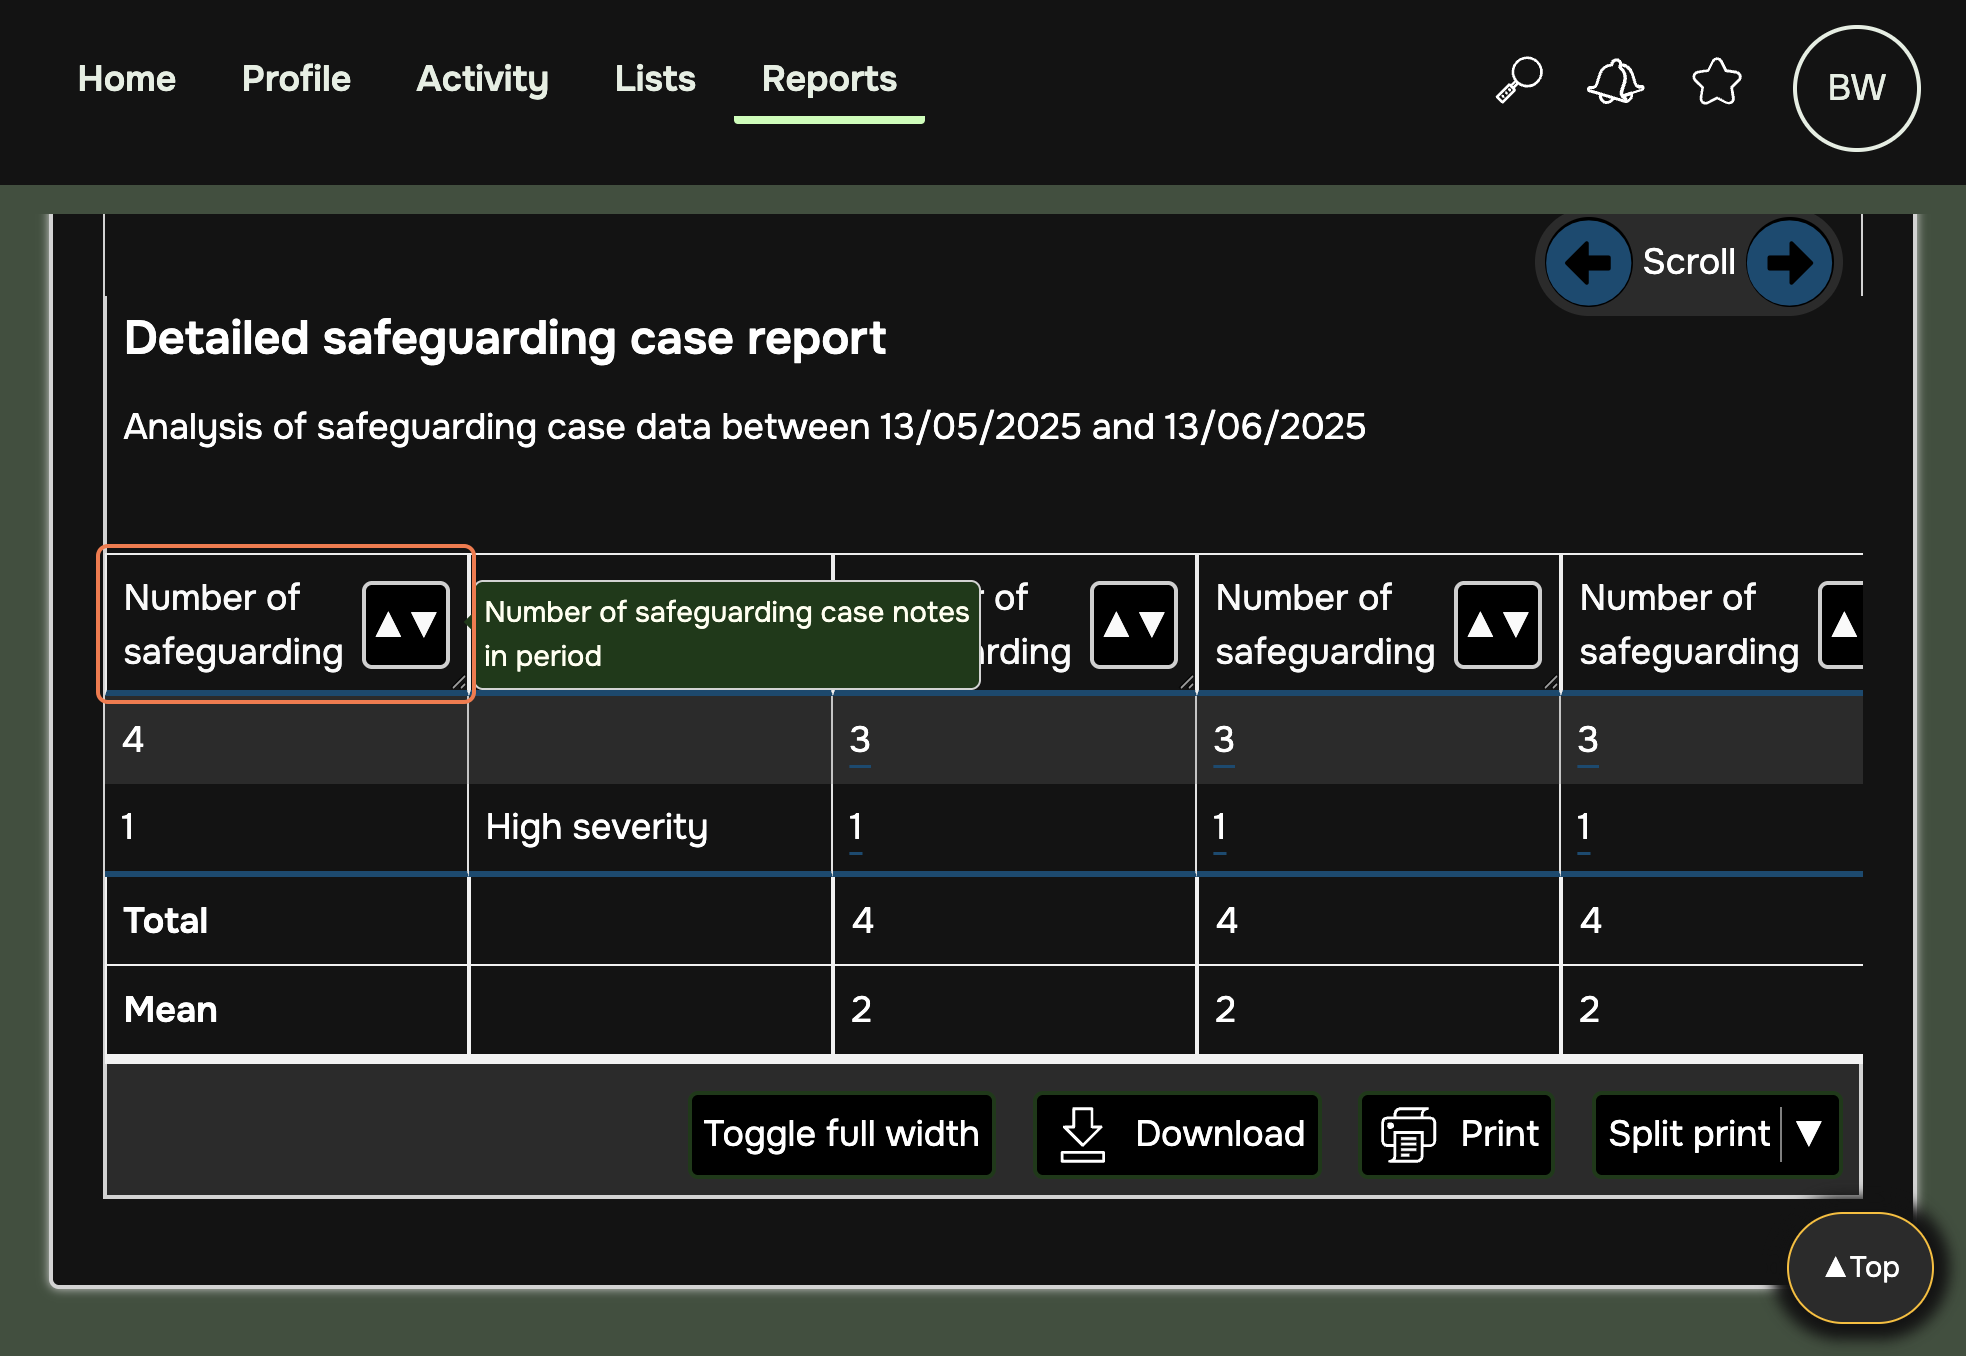 Home Profile Activity Lists Reports BW
Scroll
Detailed safeguarding case report
Analysis of safeguarding case data between 13/05/2025 and 13/06/2025
Number of safeguarding
Number of safeguarding case notes
in period
of
rding
Number of
safeguarding
Number of
safeguarding
4 3 3 3
1 High severity 1 1 1
Total 4 4 4
Mean 2 2 2
Toggle full width Download Print Split print ▼
▲Top